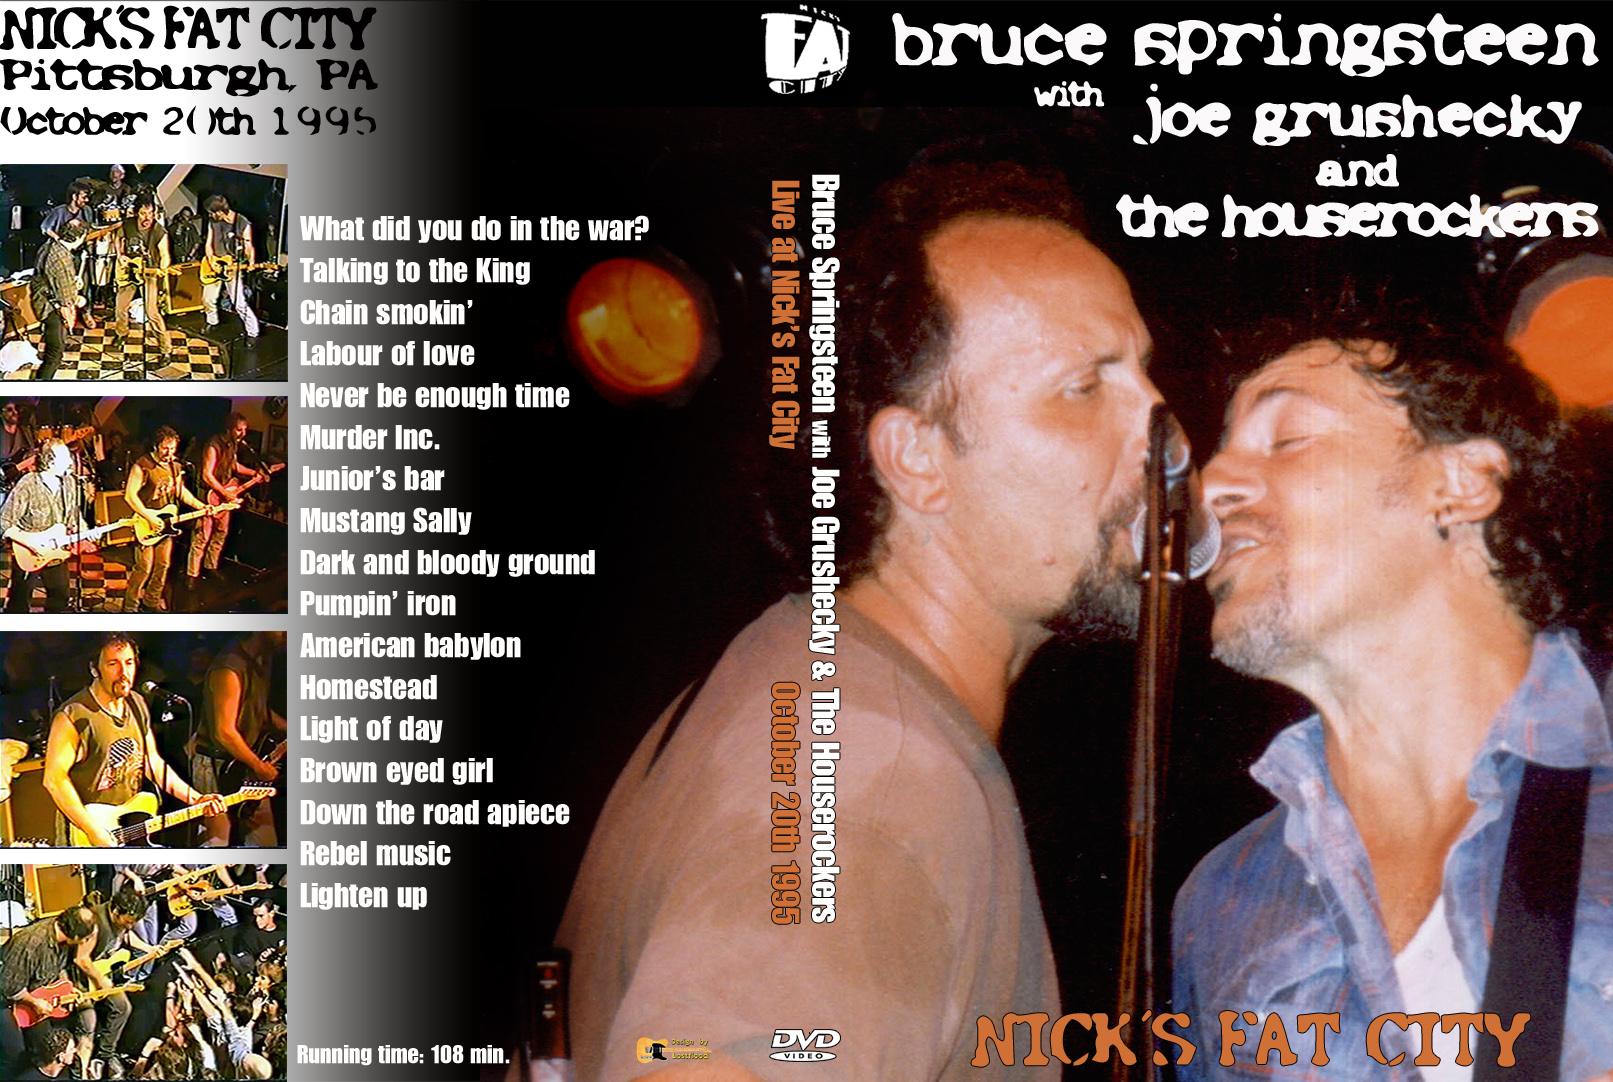 NICK'S FAT CITY
Pittsburgh, PA
October 20th 1995
What did you do in the war?
Talking to the King
Chain smokin'
Labour of love
Never be enough time
Murder Inc.
Junior's bar
Mustang Sally
Dark and bloody ground
Pumpin' iron
American babylon
Homestead
Light of day
Brown eyed girl
Down the road apiece
Rebel music
Lighten up
Running time: 108 min.
Design by
Lostflood
NICK'S
FAT
CITY
Bruce Springsteen with Joe Grushecky & The Houserockers
Live at Nick's Fat City October 20th 1995
DVD
VIDEO
bruce springsteen
with joe grushecky
and
the houserockers
NICK'S FAT CITY